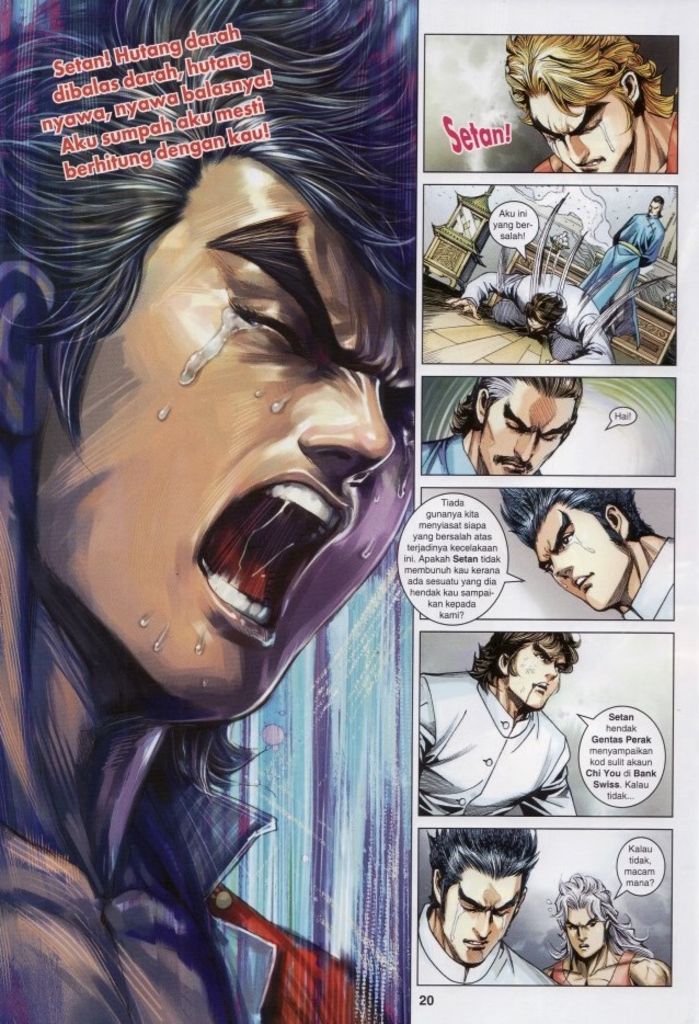 Setan! Hutang darah
dibalas darah, hutang
nyawa, nyawa balasnya!
Aku sumpah aku mesti
berhitung dengan kau!
Setan!
Aku ini
yang ber-
salah!
Hai!
Tiada
gunanya kita
menyiasat siapa
yang bersalah atas
terjadinya kecelakaan
ini. Apakah Setan tidak
membunuh kau kerana
ada sesuatu yang dia
hendak kau sampai-
kan kepada
kami?
Setan
hendak
Gentas Perak
menyampaikan
kod sulit akaun
Chi You di Bank
Swiss. Kalau
tidak...
Kalau
tidak,
macam
mana?
20